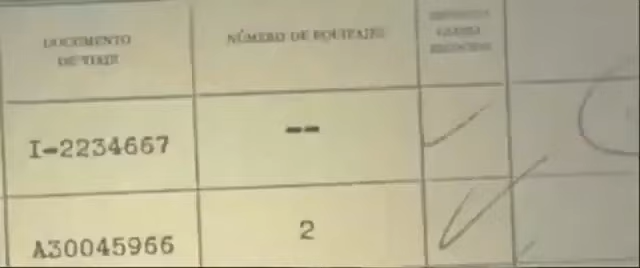 DOCUMENTO
DE VIAJE
NÚMERO DE EQUIPAJES
I-2234667
--
A30045966
2